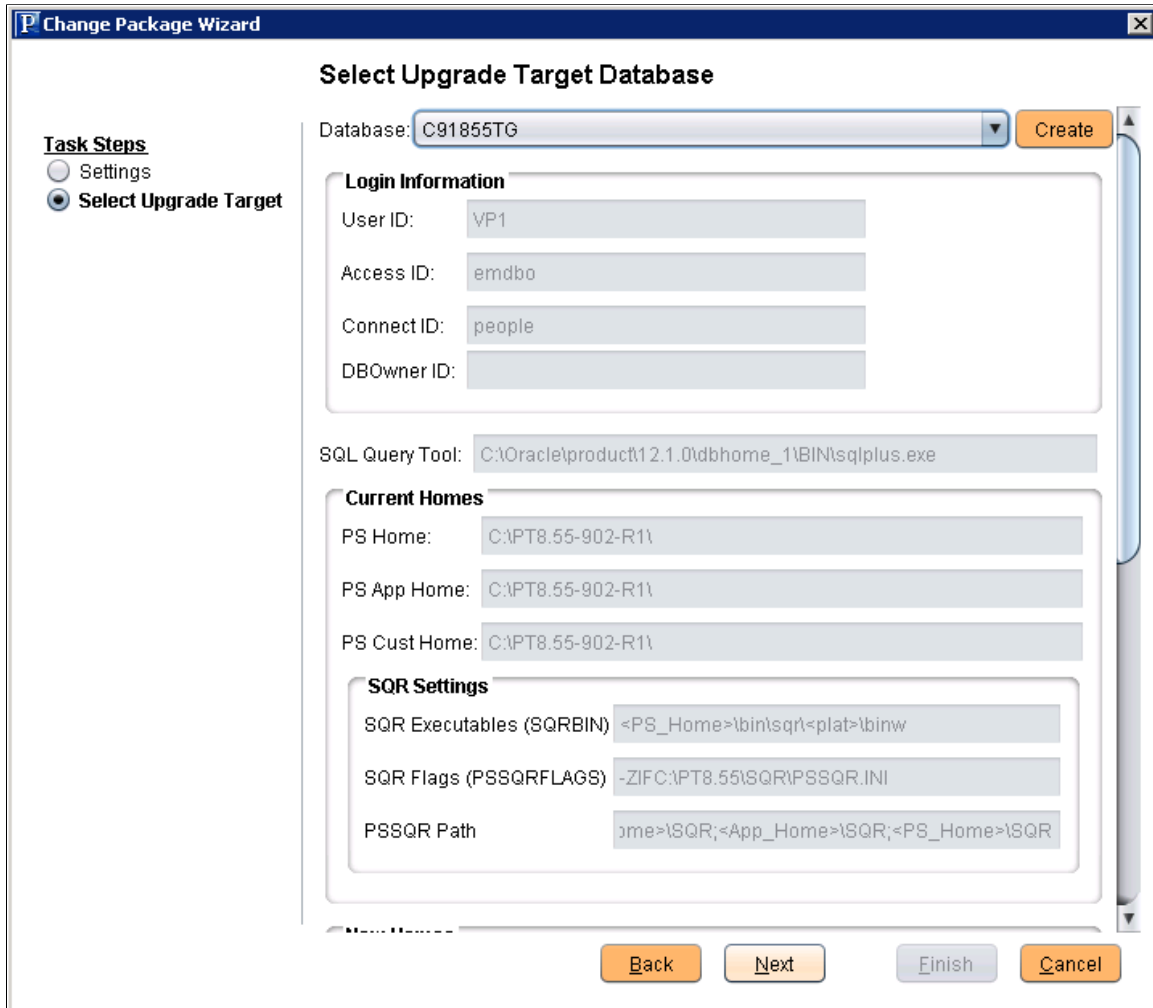 P Change Package Wizard
Select Upgrade Target Database
Task Steps
Settings
Select Upgrade Target
Database: C91855TG Create
Login Information
User ID: VP1
Access ID: emdbo
Connect ID: people
DBOwner ID:
SQL Query Tool: C:\Oracle\product\12.1.0\dbhome_1\BIN\sqlplus.exe
Current Homes
PS Home: C:\PT8.55-902-R1\
PS App Home: C:\PT8.55-902-R1\
PS Cust Home: C:\PT8.55-902-R1\
SQR Settings
SQR Executables (SQRBIN) <PS_Home>\bin\sqr\<plat>\binw
SQR Flags (PSSQRFLAGS) -ZIFC:\PT8.55\SQR\PSSQR.INI
PSSQR Path ome>\SQR;<App_Home>\SQR;<PS_Home>\SQR
New Homes
Back Next Finish Cancel